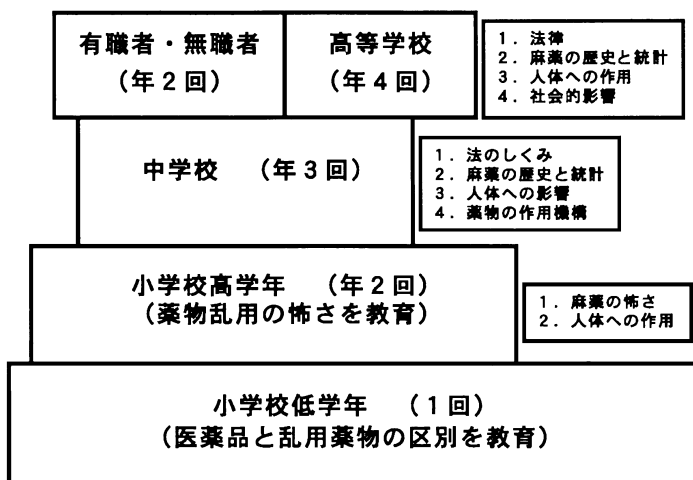 有職者・無職者
（年２回）
高等学校
（年４回）
１．法律
２．麻薬の歴史と統計
３．人体への作用
４．社会的影響
中学校　（年３回）
１．法のしくみ
２．麻薬の歴史と統計
３．人体への影響
４．薬物の作用機構
小学校高学年　（年２回）
（薬物乱用の怖さを教育）
１．麻薬の怖さ
２．人体への作用
小学校低学年　（１回）
（医薬品と乱用薬物の区別を教育）